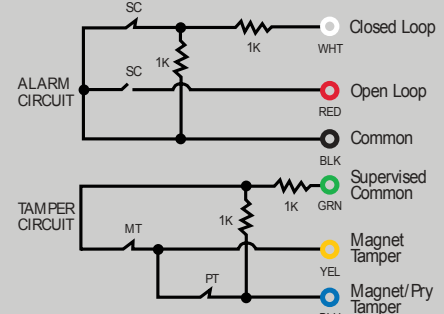 SC
1K
WHT
Closed Loop
1K
ALARM
CIRCUIT
SC
RED
Open Loop
BLK
Common
TAMPER
CIRCUIT
1K
GRN
Supervised
Common
1K
MT
YEL
Magnet
Tamper
PT
Magnet/Pry
Tamper